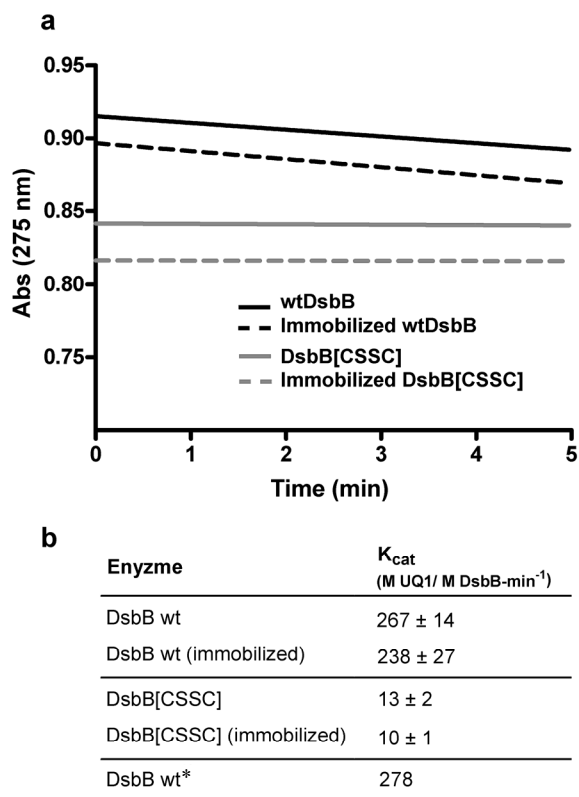 a
0.95
0.90
0.85
0.80
0.75
Abs (275 nm)
wtDsbB
Immobilized wtDsbB
DsbB[CSSC]
Immobilized DsbB[CSSC]
0 1 2 3 4 5
Time (min)
b
Enyzme K_cat
(M UQ1/ M DsbB-min⁻¹)
DsbB wt 267 ± 14
DsbB wt (immobilized) 238 ± 27
DsbB[CSSC] 13 ± 2
DsbB[CSSC] (immobilized) 10 ± 1
DsbB wt* 278